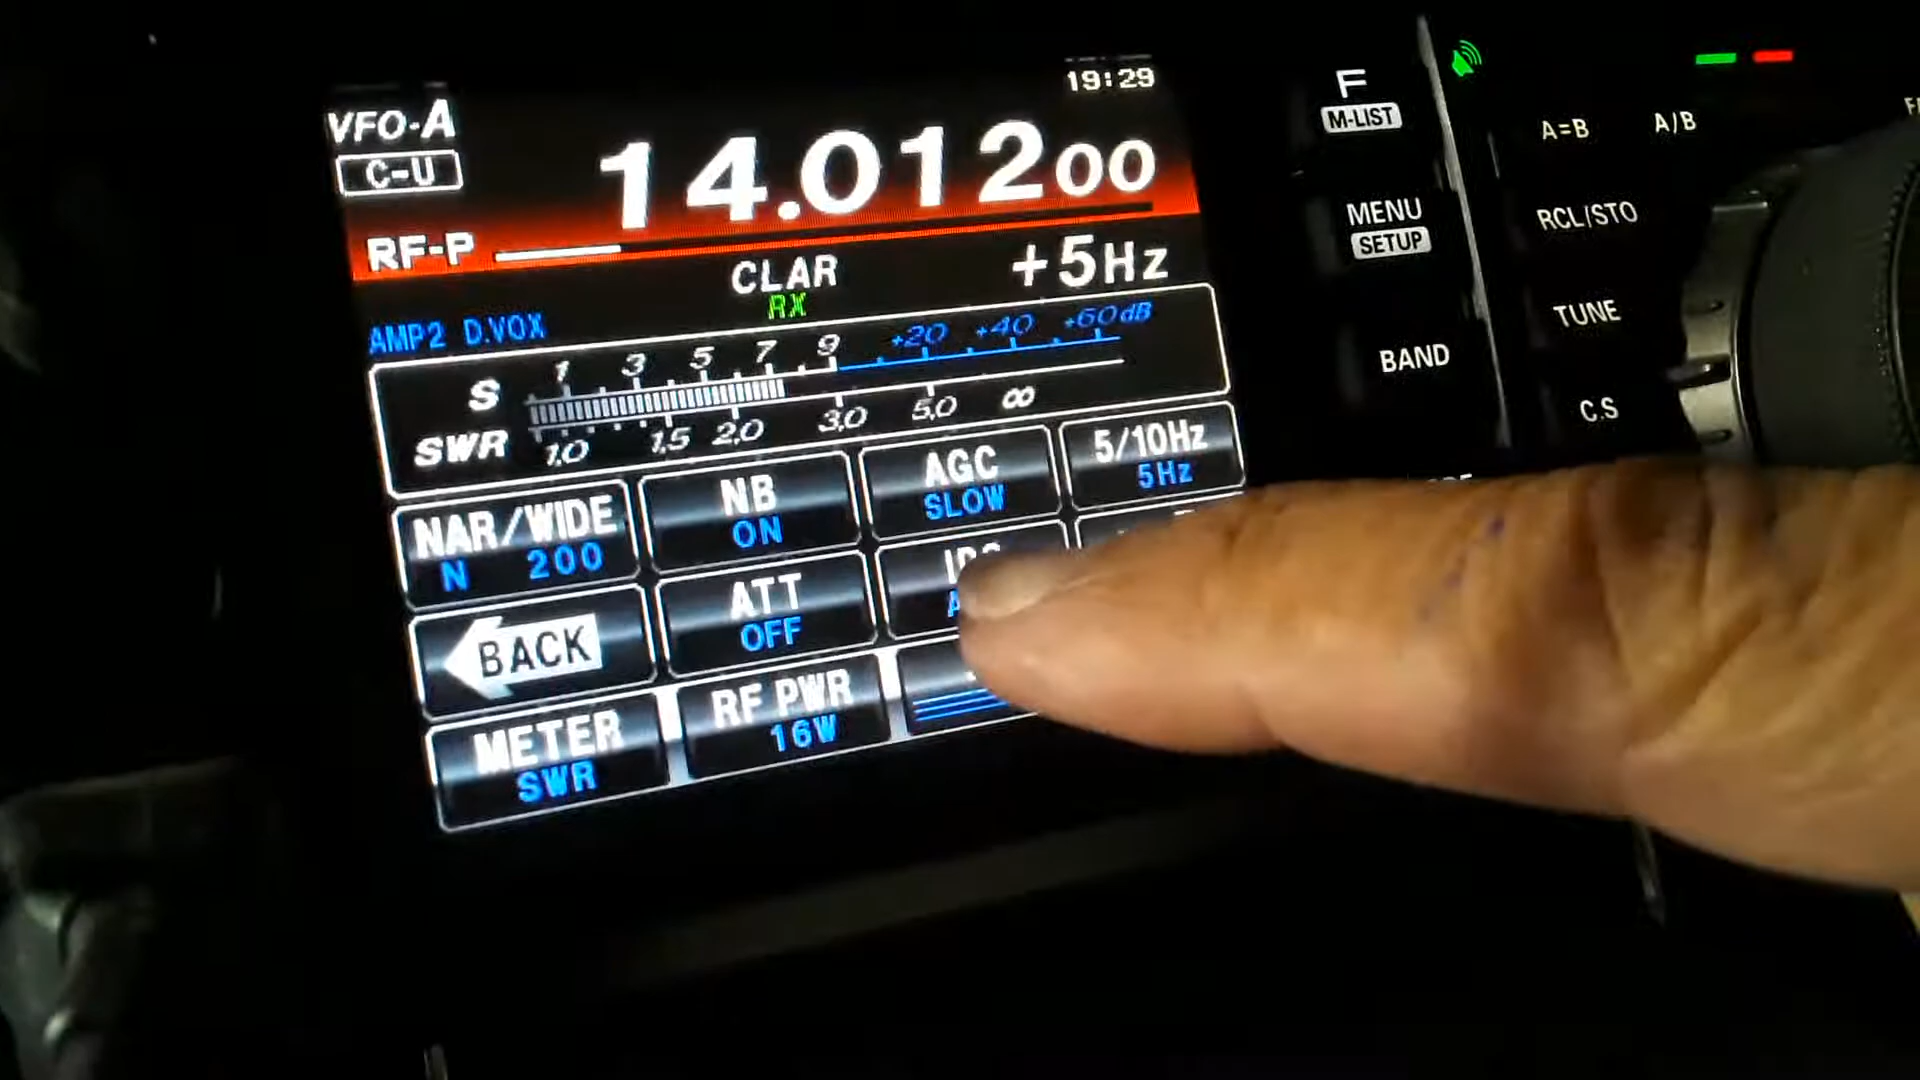 19:29
VFO-A
C-U
14.01200
RF-P
CLAR
+5Hz
RX
AMP2 D.VOX
S 1 3 5 7 9 +20 +40 +60dB
SWR 1,0 1,5 2,0 3,0 5,0 ∞
NAR/WIDE
N 200
NB
ON
AGC
SLOW
5/10Hz
5Hz
BACK
ATT
OFF
METER
SWR
RF PWR
16W
F
M-LIST
MENU
SETUP
BAND
A=B
A/B
RCL/STO
TUNE
C.S